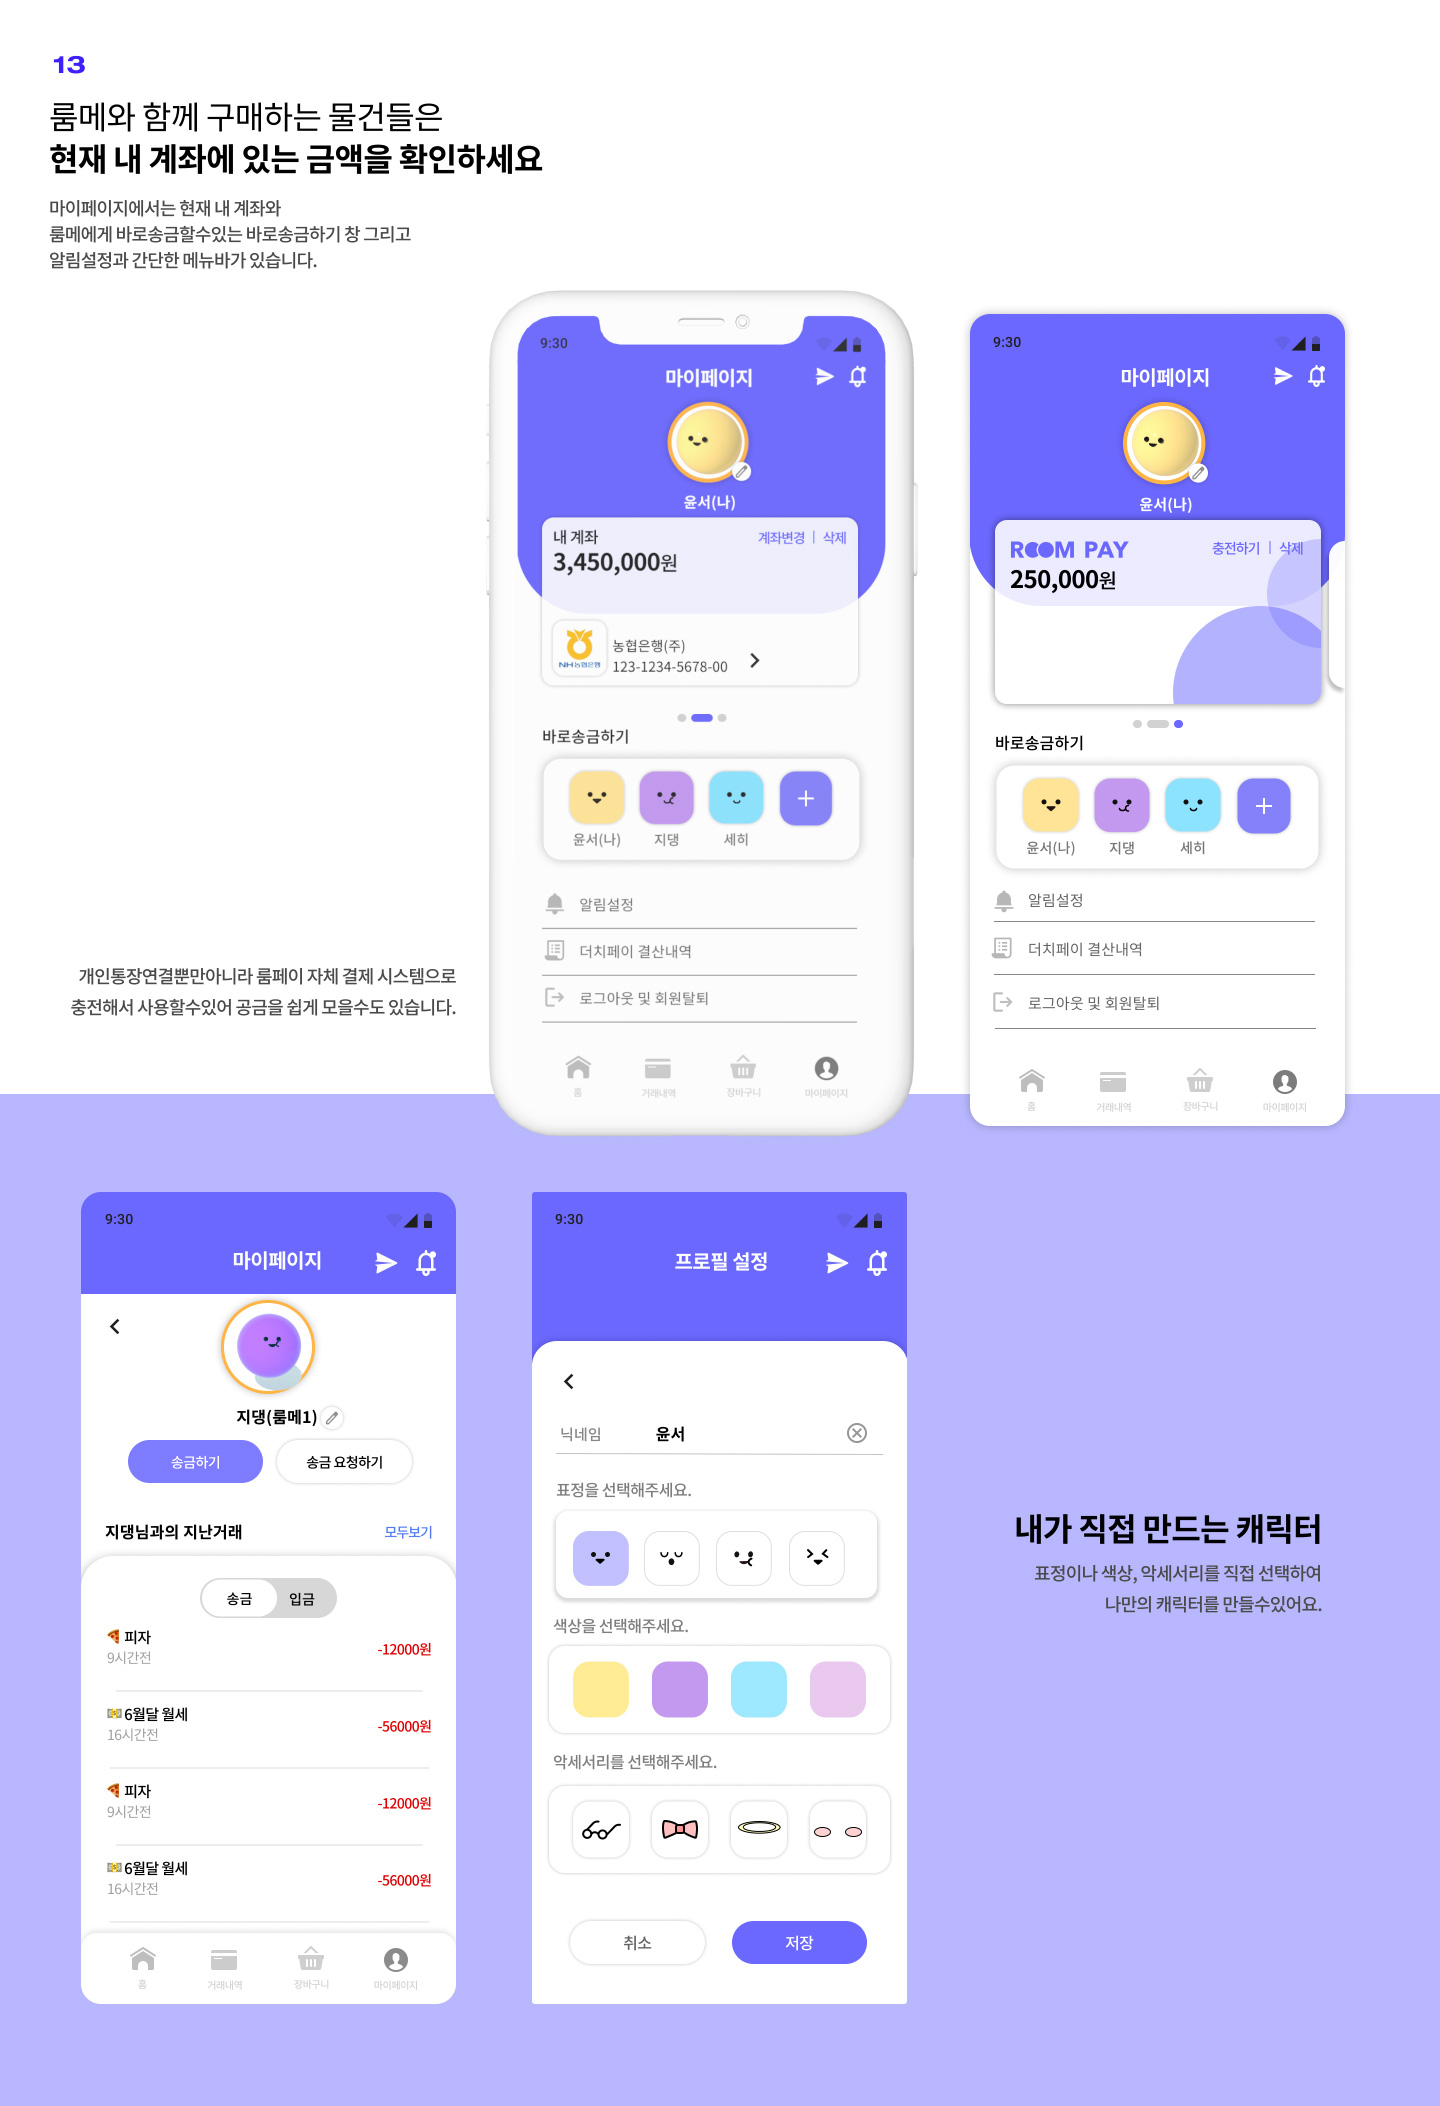 13
룸메와 함께 구매하는 물건들은
현재 내 계좌에 있는 금액을 확인하세요
마이페이지에서는 현재 내 계좌와
룸메에게 바로송금할수있는 바로송금하기 창 그리고
알림설정과 간단한 메뉴바가 있습니다.
9:30
마이페이지
윤서(나)
내 계좌
계좌변경 | 삭제
3,450,000원
NH농협은행
농협은행(주)
123-1234-5678-00
바로송금하기
윤서(나) 지댕 세히
알림설정
더치페이 결산내역
로그아웃 및 회원탈퇴
홈 거래내역 장바구니 마이페이지
9:30
마이페이지
윤서(나)
ROOM PAY
충전하기 | 삭제
250,000원
바로송금하기
윤서(나) 지댕 세히
알림설정
더치페이 결산내역
로그아웃 및 회원탈퇴
홈 거래내역 장바구니 마이페이지
개인통장연결뿐만아니라 룸페이 자체 결제 시스템으로
충전해서 사용할수있어 공금을 쉽게 모을수도 있습니다.
9:30
마이페이지
지댕(룸메1)
송금하기 송금 요청하기
지댕님과의 지난거래 모두보기
송금 입금
피자
-12000원
9시간전
6월달 월세
-56000원
16시간전
피자
-12000원
9시간전
6월달 월세
-56000원
16시간전
홈 거래내역 장바구니 마이페이지
9:30
프로필 설정
닉네임 윤서
표정을 선택해주세요.
색상을 선택해주세요.
악세서리를 선택해주세요.
취소 저장
내가 직접 만드는 캐릭터
표정이나 색상, 악세서리를 직접 선택하여
나만의 캐릭터를 만들수있어요.